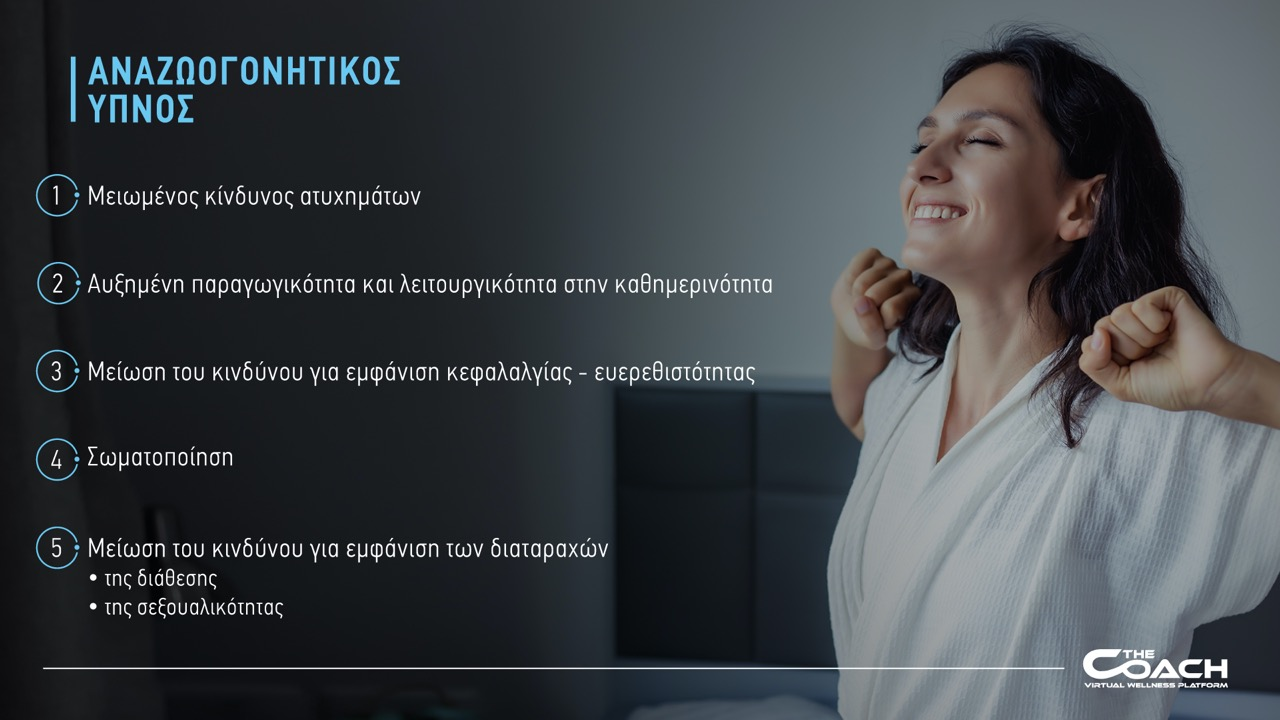 ΑΝΑΖΩΟΓΟΝΗΤΙΚΟΣ
ΥΠΝΟΣ
1 Μειωμένος κίνδυνος ατυχημάτων
2 Αυξημένη παραγωγικότητα και λειτουργικότητα στην καθημερινότητα
3 Μείωση του κινδύνου για εμφάνιση κεφαλαλγίας - ευερεθιστότητας
4 Σωματοποίηση
5 Μείωση του κινδύνου για εμφάνιση των διαταραχών
• της διάθεσης
• της σεξουαλικότητας
THE
COACH
VIRTUAL WELLNESS PLATFORM